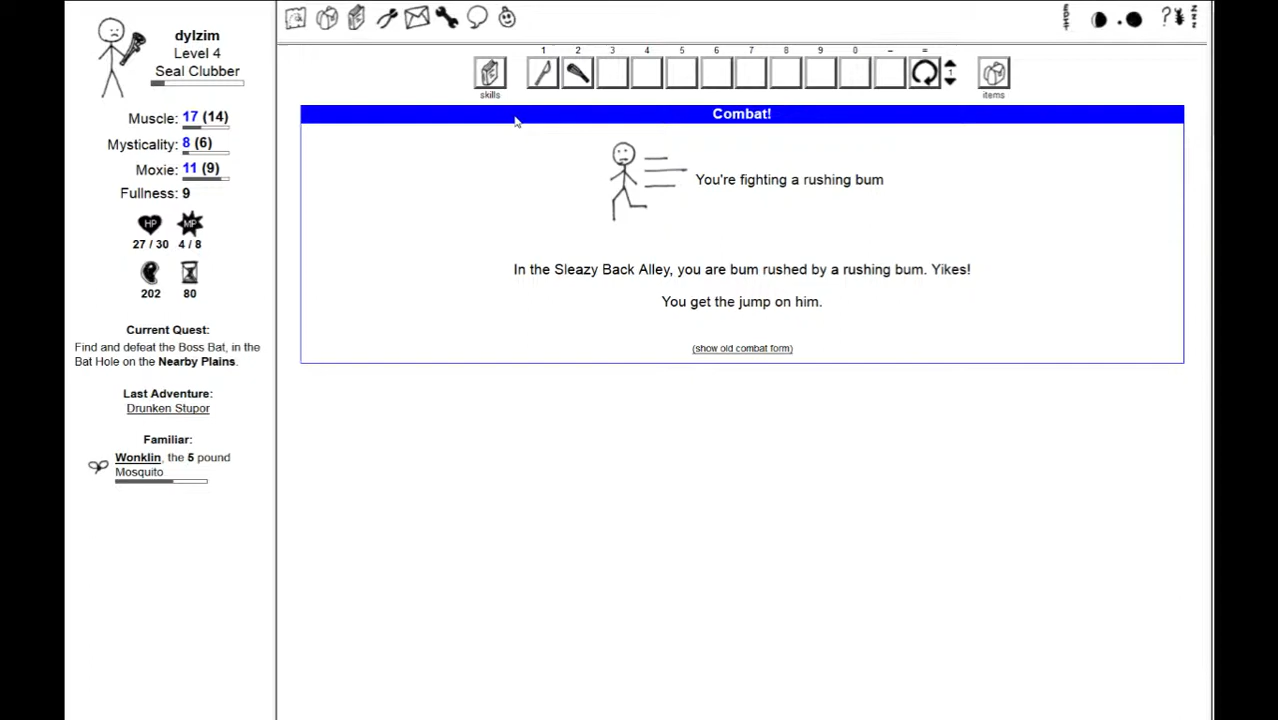 dylzim
Level 4
Seal Clubber
Muscle: 17 (14)
Mysticality: 8 (6)
Moxie: 11 (9)
Fullness: 9
HP
MP
27 / 30 4 / 8
202 80
Current Quest:
Find and defeat the Boss Bat, in the
Bat Hole on the Nearby Plains.
Last Adventure:
Drunken Stupor
Familiar:
Wonklin, the 5 pound
Mosquito
1 2 3 4 5 6 7 8 9 0 – =
1
skills
items
Combat!
You're fighting a rushing bum
In the Sleazy Back Alley, you are bum rushed by a rushing bum. Yikes!
You get the jump on him.
(show old combat form)